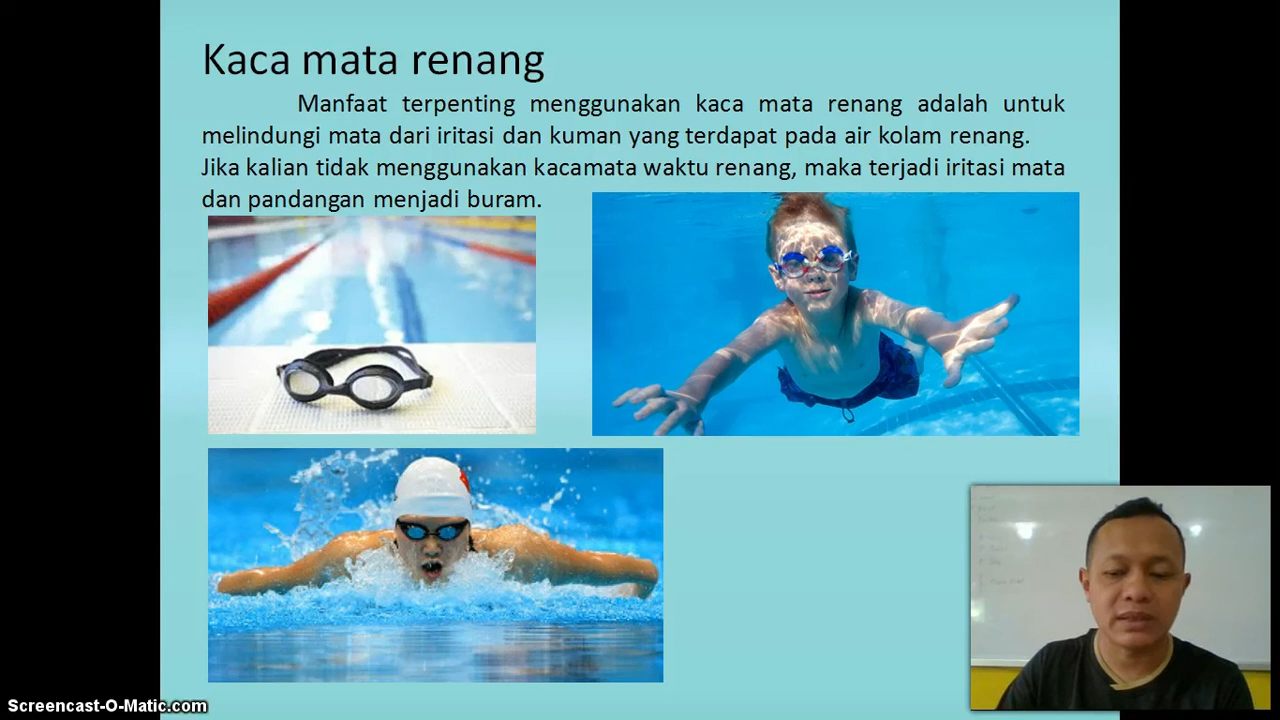 Kaca mata renang
Manfaat terpenting menggunakan kaca mata renang adalah untuk
melindungi mata dari iritasi dan kuman yang terdapat pada air kolam renang.
Jika kalian tidak menggunakan kacamata waktu renang, maka terjadi iritasi mata
dan pandangan menjadi buram.
Screencast-O-Matic.com